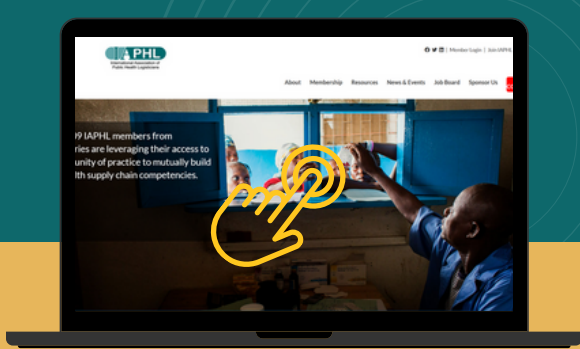 IAPHL
International Association of
Public Health Logisticians
| Member Login | Join IAPHL
About Membership Resources News & Events Job Board Sponsor Us
99 IAPHL members from
ries are leveraging their access to
unity of practice to mutually build
lth supply chain competencies.